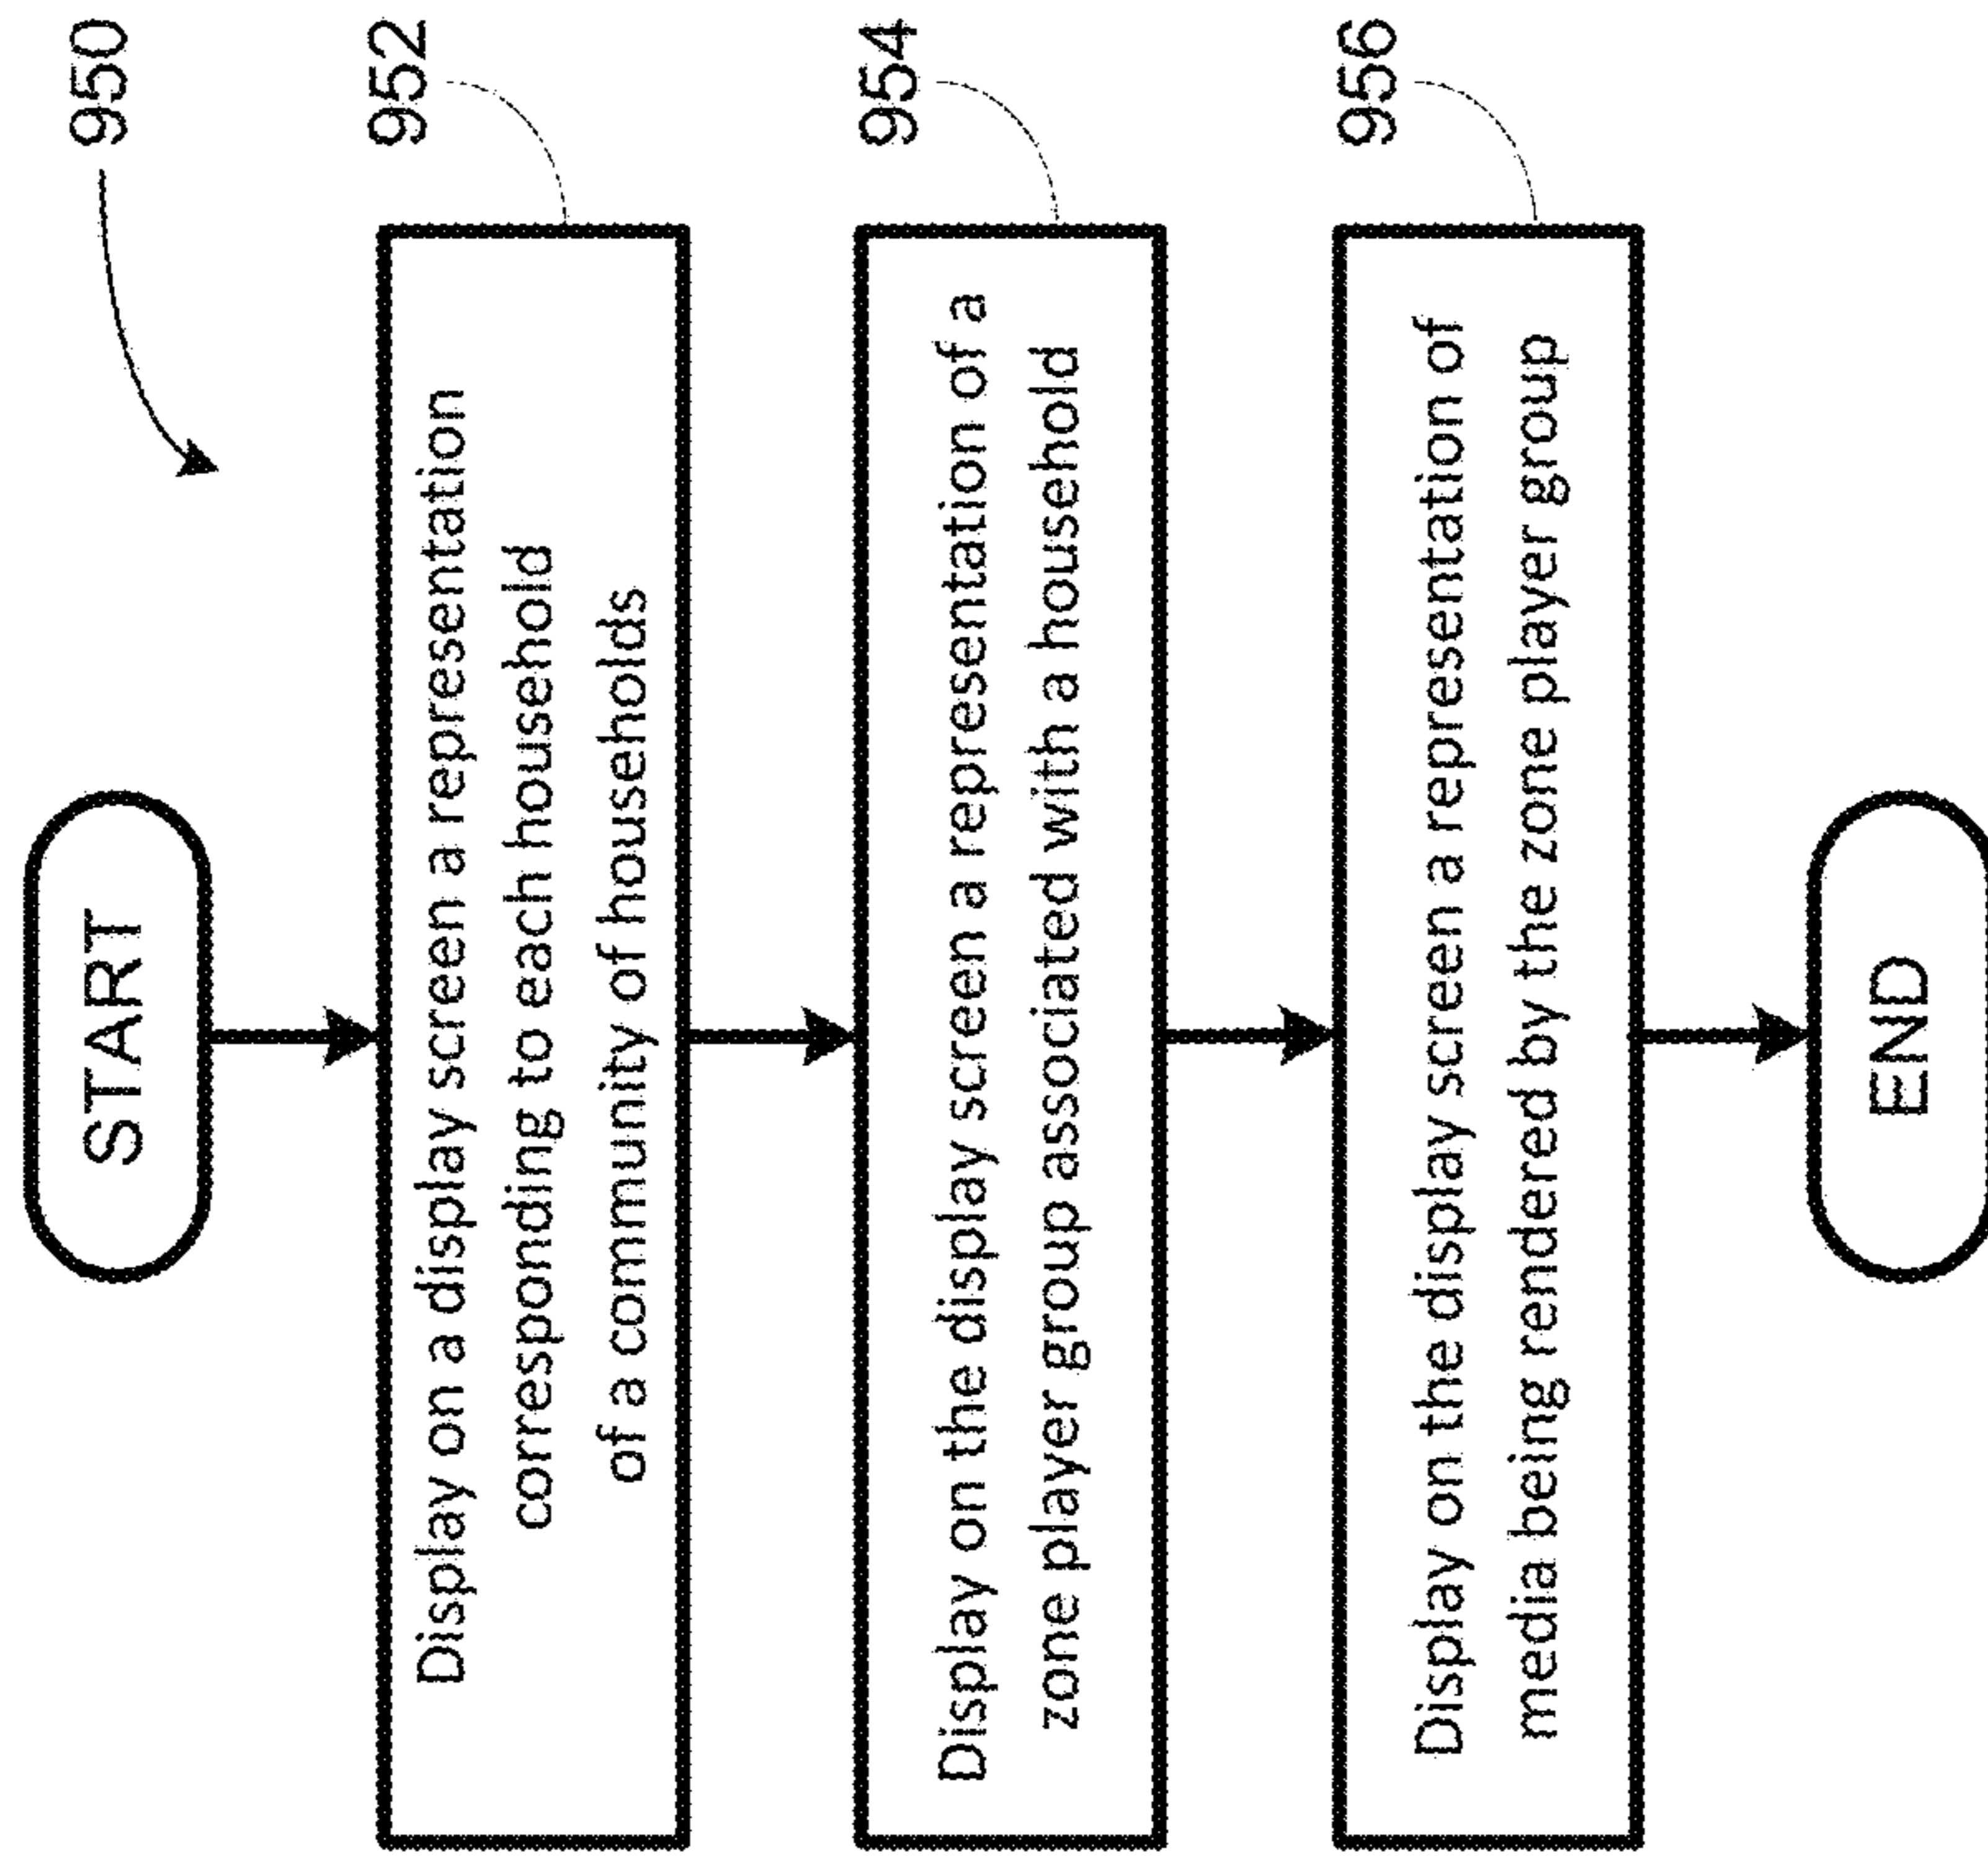 950
START
952
Display on a display screen a representation
corresponding to each household
of a community of households
954
Display on the display screen a representation of a
zone player group associated with a household
956
Display on the display screen a representation of
media being rendered by the zone player group
END